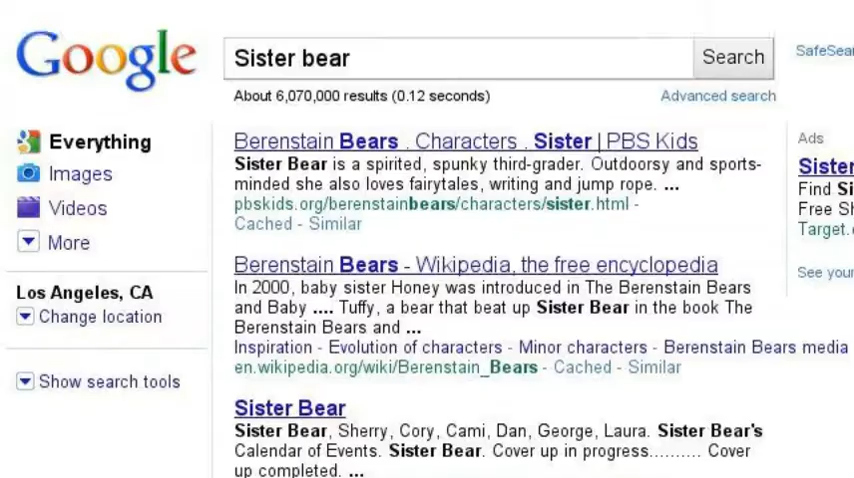 Google
Sister bear
Search
About 6,070,000 results (0.12 seconds)
Advanced search
Everything
Images
Videos
More
Los Angeles, CA
Change location
Show search tools
Berenstain Bears . Characters . Sister | PBS Kids
Sister Bear is a spirited, spunky third-grader. Outdoorsy and sports-
minded she also loves fairytales, writing and jump rope. ...
pbskids.org/berenstainbears/characters/sister.html -
Cached - Similar
Berenstain Bears - Wikipedia, the free encyclopedia
In 2000, baby sister Honey was introduced in The Berenstain Bears
and Baby .... Tuffy, a bear that beat up Sister Bear in the book The
Berenstain Bears and ...
Inspiration - Evolution of characters - Minor characters - Berenstain Bears media
en.wikipedia.org/wiki/Berenstain_Bears - Cached - Similar
Sister Bear
Sister Bear, Sherry, Cory, Cami, Dan, George, Laura. Sister Bear's
Calendar of Events. Sister Bear. Cover up in progress.......... Cover
up completed. ...
SafeSear
Ads
Sister
Find Si
Free Sh
Target.
See your